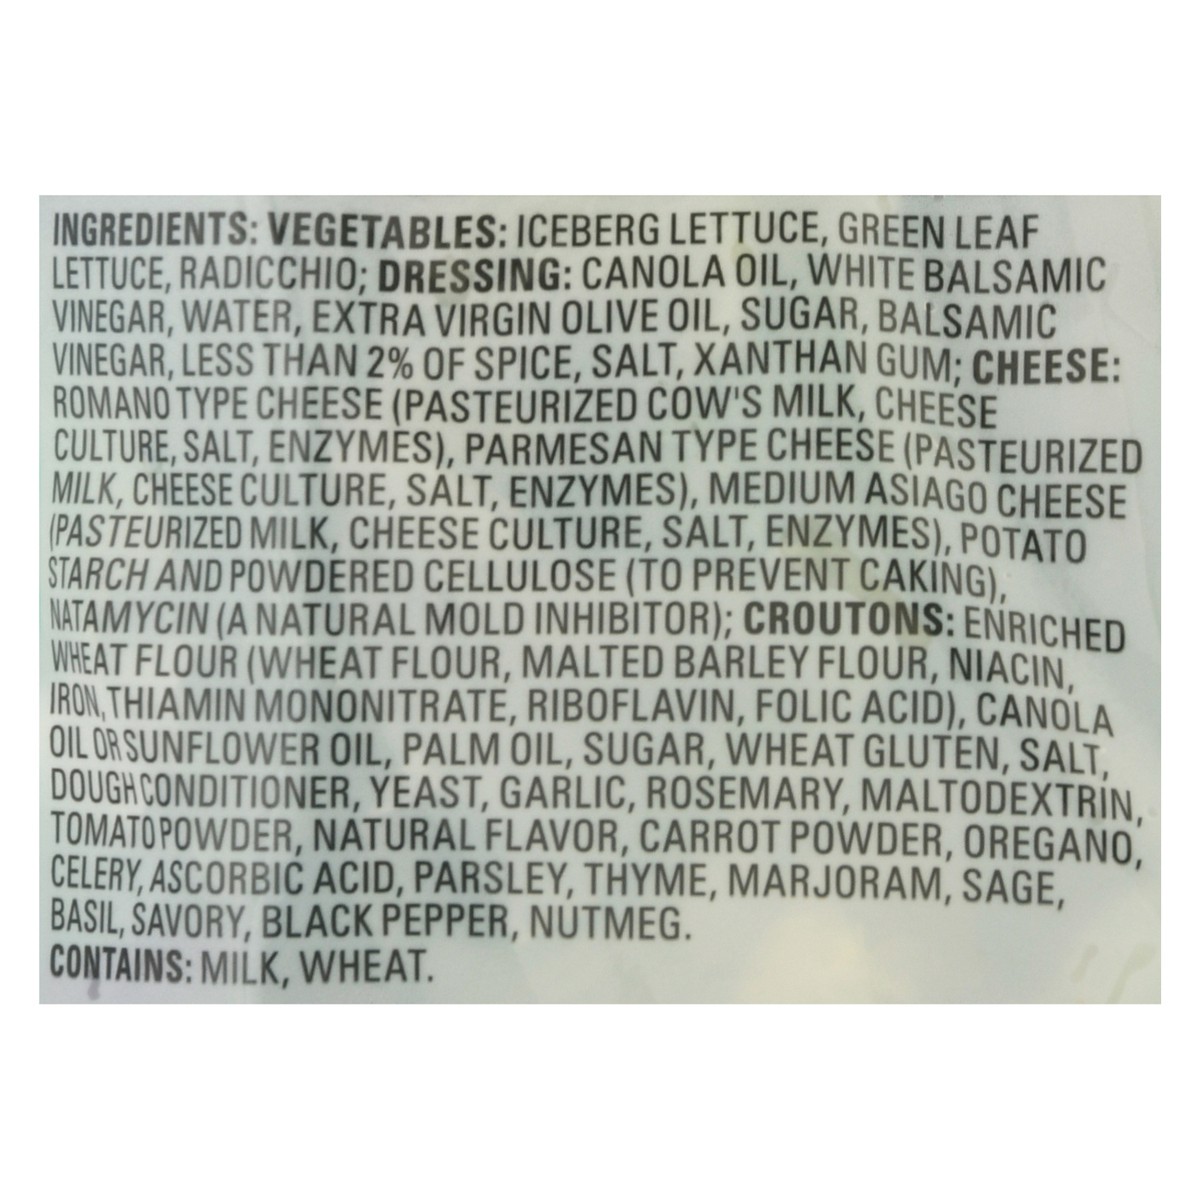 INGREDIENTS: VEGETABLES: ICEBERG LETTUCE, GREEN LEAF
LETTUCE, RADICCHIO; DRESSING: CANOLA OIL, WHITE BALSAMIC
VINEGAR, WATER, EXTRA VIRGIN OLIVE OIL, SUGAR, BALSAMIC
VINEGAR, LESS THAN 2% OF SPICE, SALT, XANTHAN GUM; CHEESE:
ROMANO TYPE CHEESE (PASTEURIZED COW'S MILK, CHEESE
CULTURE, SALT, ENZYMES), PARMESAN TYPE CHEESE (PASTEURIZED
MILK, CHEESE CULTURE, SALT, ENZYMES), MEDIUM ASIAGO CHEESE
(PASTEURIZED MILK, CHEESE CULTURE, SALT, ENZYMES), POTATO
STARCH AND POWDERED CELLULOSE (TO PREVENT CAKING),
NATAMYCIN (A NATURAL MOLD INHIBITOR); CROUTONS: ENRICHED
WHEAT FLOUR (WHEAT FLOUR, MALTED BARLEY FLOUR, NIACIN,
IRON, THIAMIN MONONITRATE, RIBOFLAVIN, FOLIC ACID), CANOLA
OIL OR SUNFLOWER OIL, PALM OIL, SUGAR, WHEAT GLUTEN, SALT,
DOUGH CONDITIONER, YEAST, GARLIC, ROSEMARY, MALTODEXTRIN,
TOMATO POWDER, NATURAL FLAVOR, CARROT POWDER, OREGANO,
CELERY, ASCORBIC ACID, PARSLEY, THYME, MARJORAM, SAGE,
BASIL, SAVORY, BLACK PEPPER, NUTMEG.
CONTAINS: MILK, WHEAT.